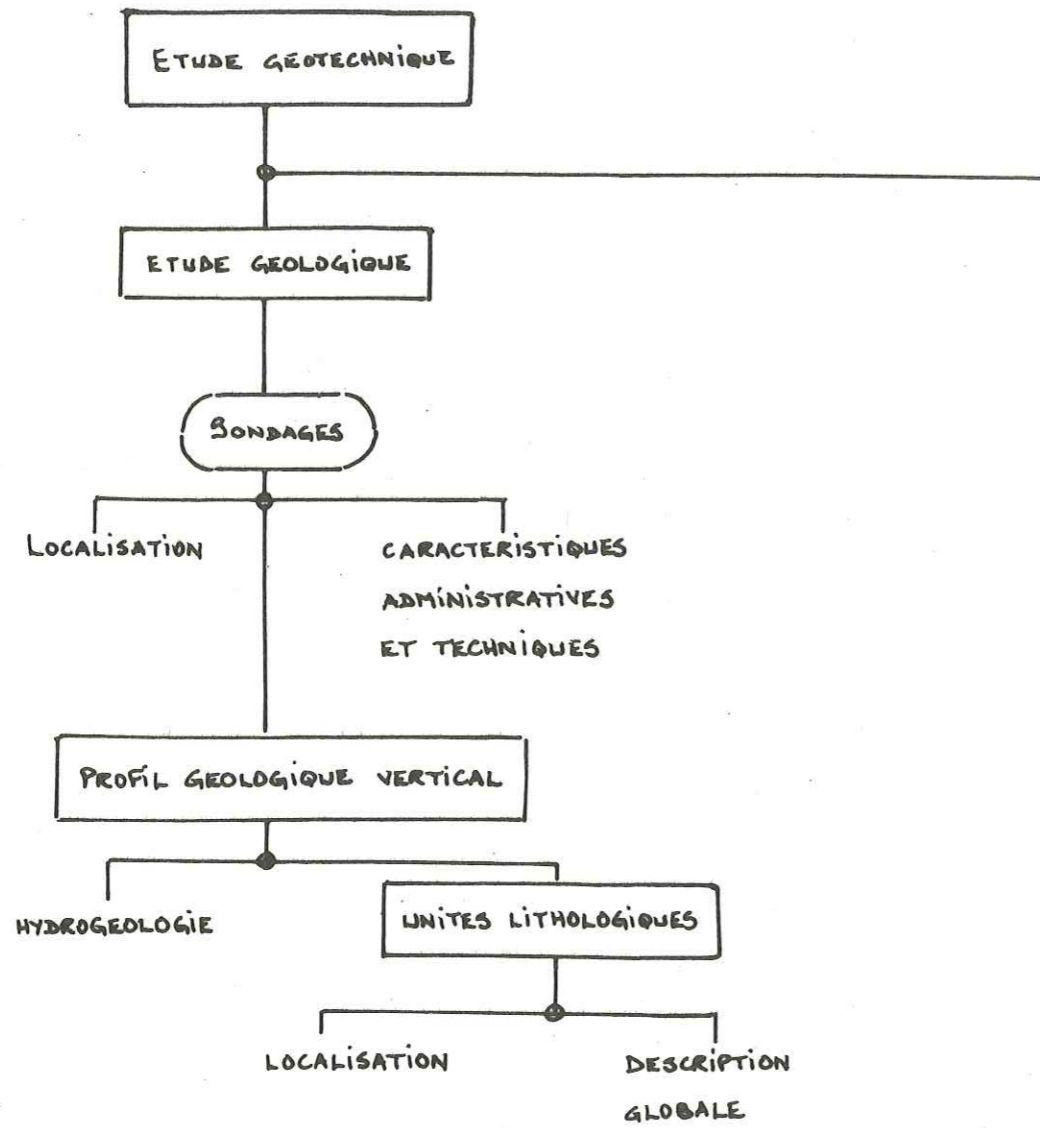 ETUDE GEOTECHNIQUE
ETUDE GEOLOGIQUE
SONDAGES
LOCALISATION
CARACTERISTIQUES
ADMINISTRATIVES
ET TECHNIQUES
PROFIL GEOLOGIQUE VERTICAL
HYDROGEOLOGIE
UNITES LITHOLOGIQUES
LOCALISATION
DESCRIPTION
GLOBALE